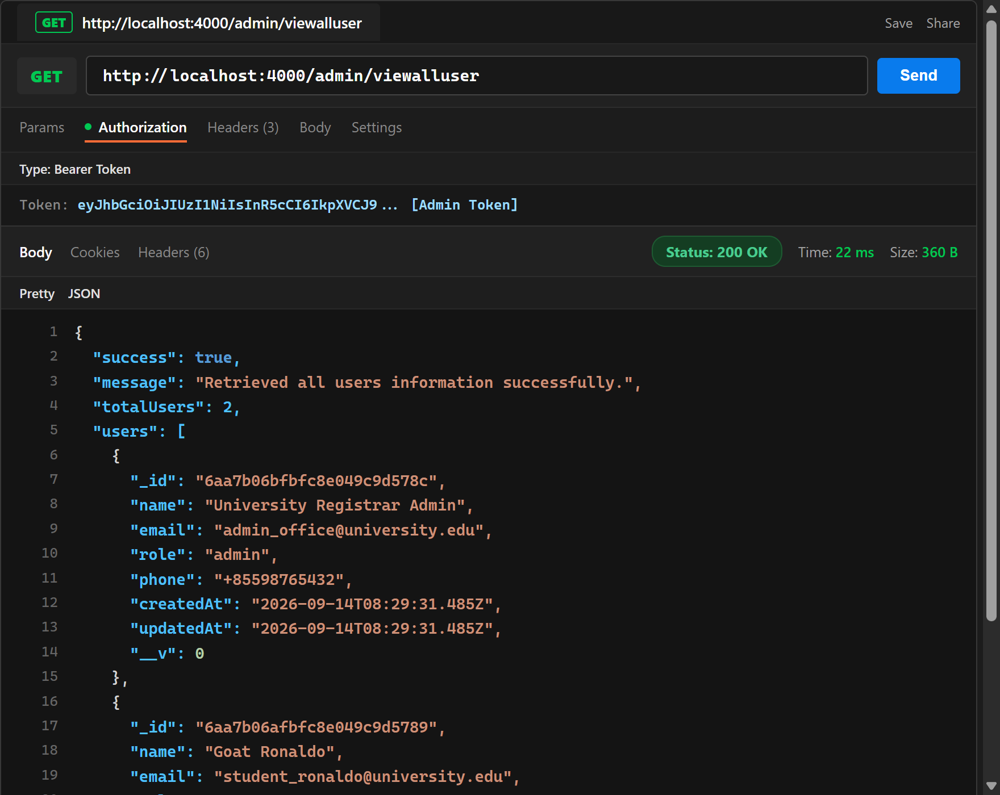 GET http://localhost:4000/admin/viewalluser Save Share
GET http://localhost:4000/admin/viewalluser Send
Params Authorization Headers (3) Body Settings
Type: Bearer Token
Token: eyJhbGciOiJIUzI1NiIsInR5cCI6IkpXVCJ9... [Admin Token]
Body Cookies Headers (6) Status: 200 OK Time: 22 ms Size: 360 B
Pretty JSON
1 {
2 "success": true,
3 "message": "Retrieved all users information successfully.",
4 "totalUsers": 2,
5 "users": [
6 {
7 "_id": "6aa7b06bfbfc8e049c9d578c",
8 "name": "University Registrar Admin",
9 "email": "admin_office@university.edu",
10 "role": "admin",
11 "phone": "+85598765432",
12 "createdAt": "2026-09-14T08:29:31.485Z",
13 "updatedAt": "2026-09-14T08:29:31.485Z",
14 "__v": 0
15 },
16 {
17 "_id": "6aa7b06afbfc8e049c9d5789",
18 "name": "Goat Ronaldo",
19 "email": "student_ronaldo@university.edu",